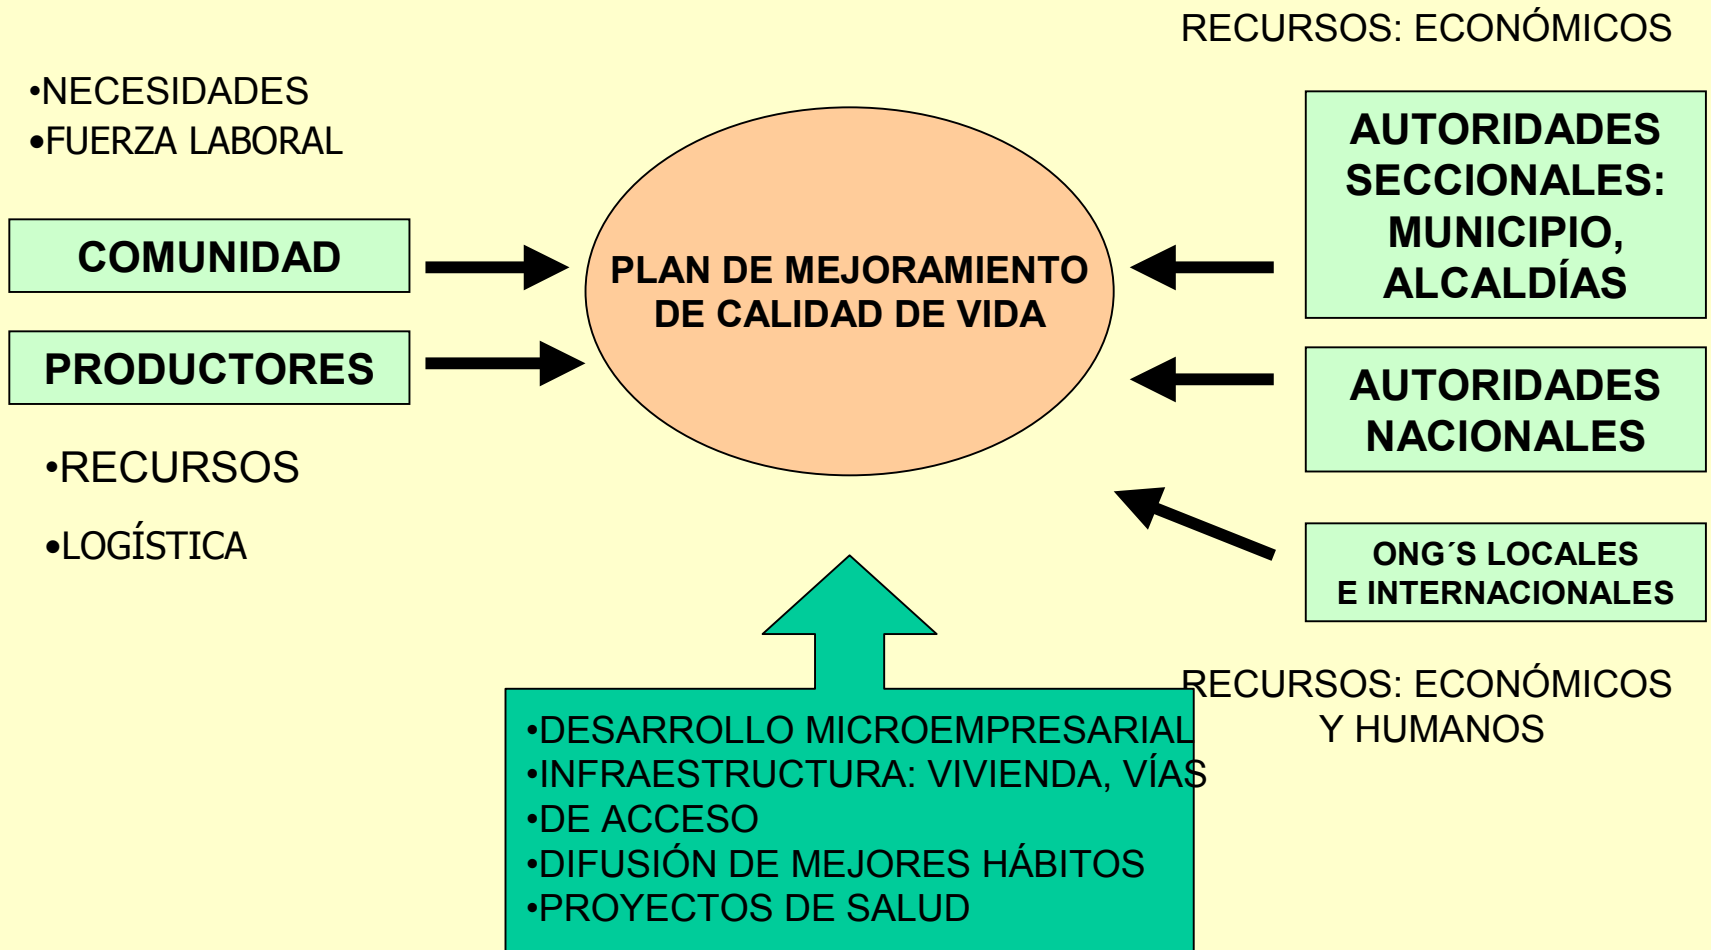 RECURSOS: ECONÓMICOS
•NECESIDADES
•FUERZA LABORAL
COMUNIDAD
PRODUCTORES
•RECURSOS
•LOGÍSTICA
PLAN DE MEJORAMIENTO
DE CALIDAD DE VIDA
AUTORIDADES
SECCIONALES:
MUNICIPIO,
ALCALDÍAS
AUTORIDADES
NACIONALES
ONG´S LOCALES
E INTERNACIONALES
RECURSOS: ECONÓMICOS
Y HUMANOS
•DESARROLLO MICROEMPRESARIAL
•INFRAESTRUCTURA: VIVIENDA, VÍAS
•DE ACCESO
•DIFUSIÓN DE MEJORES HÁBITOS
•PROYECTOS DE SALUD